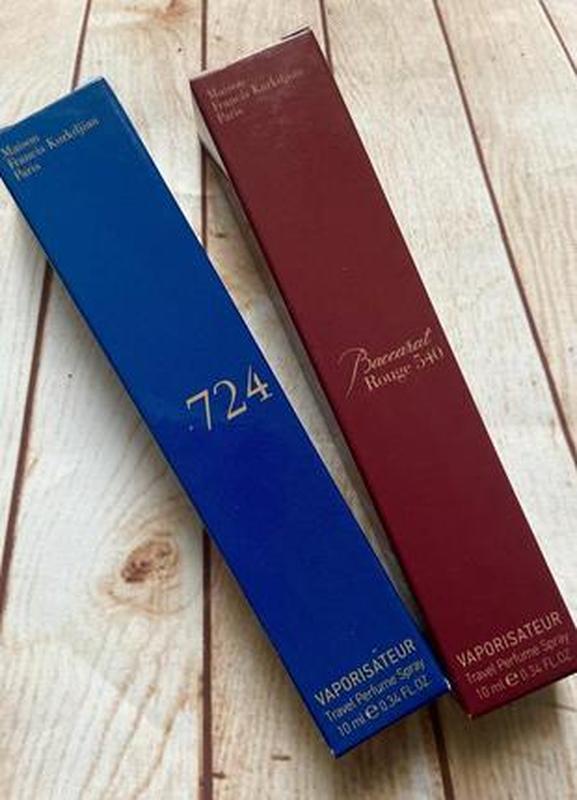 Maison
Francis Kurkdjian
Paris
724
VAPORISATEUR
Travel Perfume Spray
10 ml ℮ 0.34 FL.OZ.
Maison
Francis Kurkdjian
Paris
Baccarat
Rouge 540
VAPORISATEUR
Travel Perfume Spray
10 ml ℮ 0.34 FL.OZ.